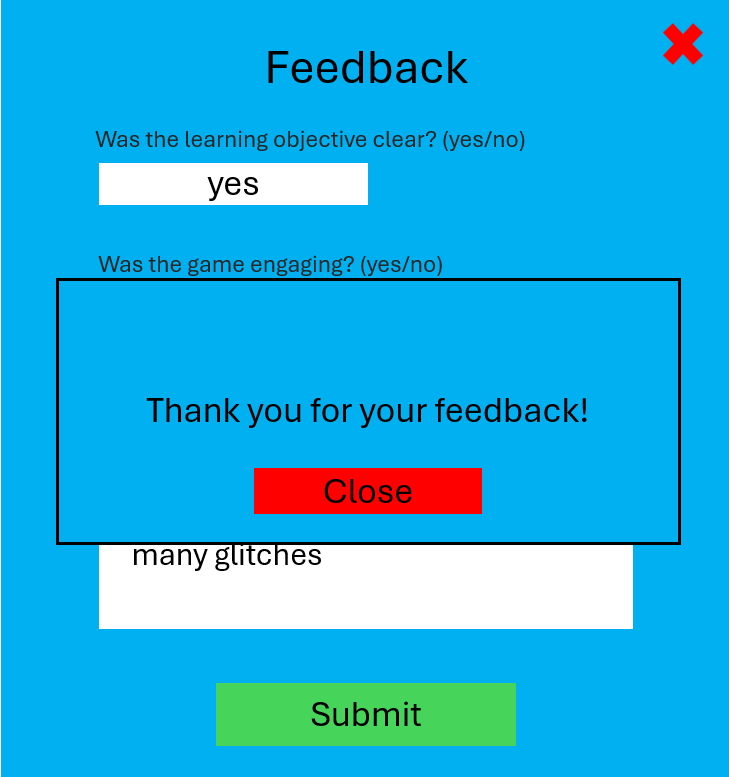 Feedback
Was the learning objective clear? (yes/no)
yes
Was the game engaging? (yes/no)
Thank you for your feedback!
Close
many glitches
Submit